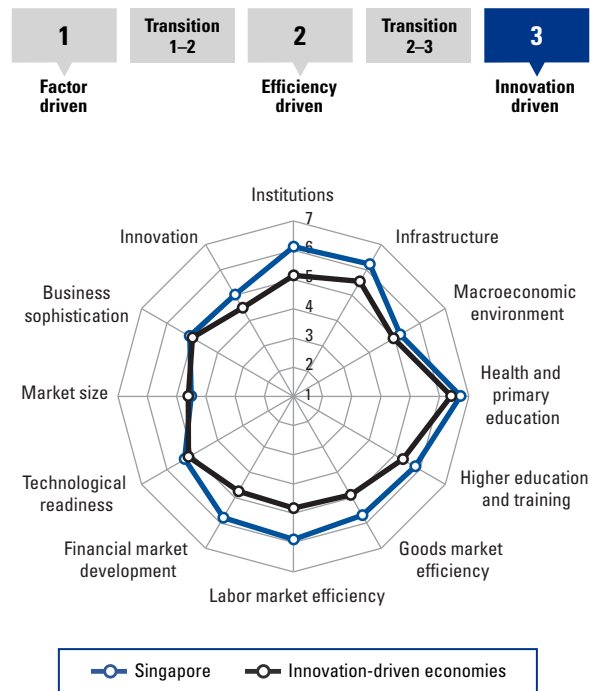 1
Transition
1–2
2
Transition
2–3
3
Factor
driven
Efficiency
driven
Innovation
driven
Institutions
7
Innovation
Infrastructure
6
Business
sophistication
5
Macroeconomic
environment
4
3
2
Market size
1
Health and
primary
education
Technological
readiness
Higher education
and training
Financial market
development
Goods market
efficiency
Labor market efficiency
Singapore
Innovation-driven economies